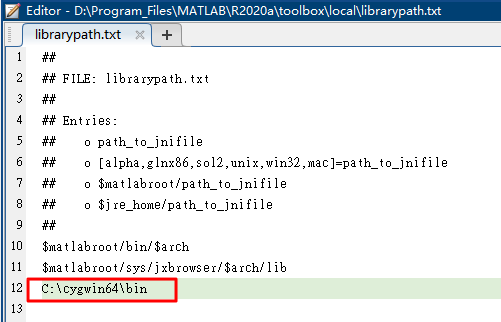 Editor - D:\Program_Files\MATLAB\R2020a\toolbox\local\librarypath.txt
librarypath.txt
1 ##
2 ## FILE: librarypath.txt
3 ##
4 ## Entries:
5 ##    o path_to_jnifile
6 ##    o [alpha,glnx86,sol2,unix,win32,mac]=path_to_jnifile
7 ##    o $matlabroot/path_to_jnifile
8 ##    o $jre_home/path_to_jnifile
9 ##
10 $matlabroot/bin/$arch
11 $matlabroot/sys/jxbrowser/$arch/lib
12 C:\cygwin64\bin
13